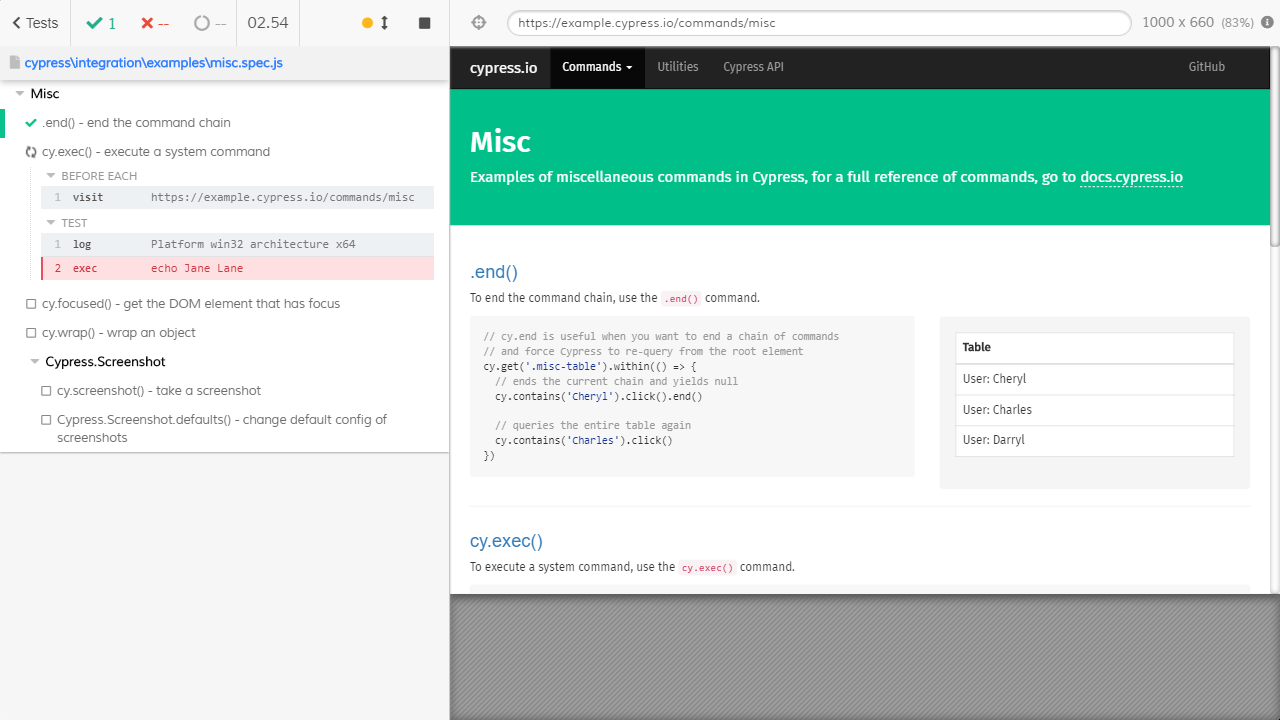 Tests
1
--
--
02.54
cypress\integration\examples\misc.spec.js
Misc
.end() - end the command chain
cy.exec() - execute a system command
BEFORE EACH
1 visit https://example.cypress.io/commands/misc
TEST
1 log Platform win32 architecture x64
2 exec echo Jane Lane
cy.focused() - get the DOM element that has focus
cy.wrap() - wrap an object
Cypress.Screenshot
cy.screenshot() - take a screenshot
Cypress.Screenshot.defaults() - change default config of
screenshots
https://example.cypress.io/commands/misc
1000 x 660 (83%)
cypress.io
Commands
Utilities
Cypress API
GitHub
Misc
Examples of miscellaneous commands in Cypress, for a full reference of commands, go to docs.cypress.io
.end()
To end the command chain, use the .end() command.
// cy.end is useful when you want to end a chain of commands
// and force Cypress to re-query from the root element
cy.get('.misc-table').within(() => {
  // ends the current chain and yields null
  cy.contains('Cheryl').click().end()
  // queries the entire table again
  cy.contains('Charles').click()
})
Table
User: Cheryl
User: Charles
User: Darryl
cy.exec()
To execute a system command, use the cy.exec() command.